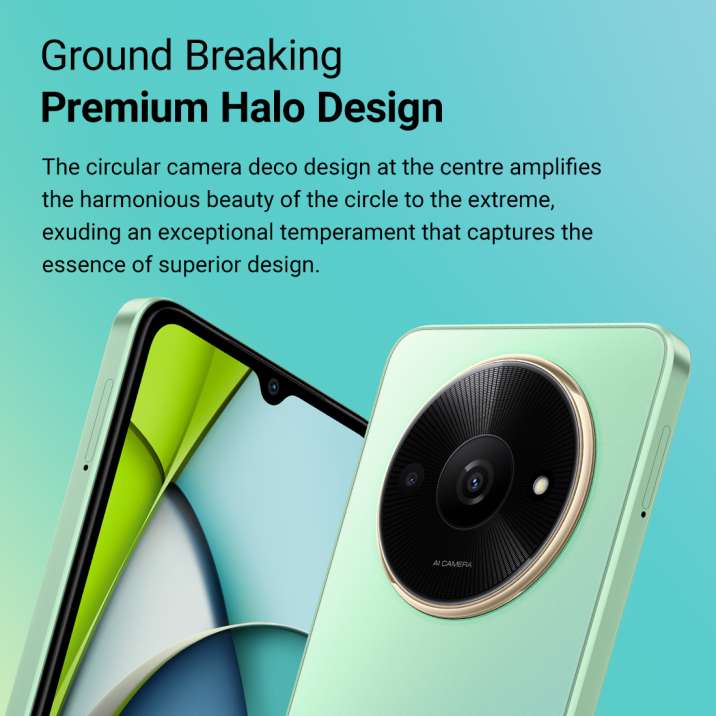 Ground Breaking
Premium Halo Design
The circular camera deco design at the centre amplifies
the harmonious beauty of the circle to the extreme,
exuding an exceptional temperament that captures the
essence of superior design.
AI CAMERA